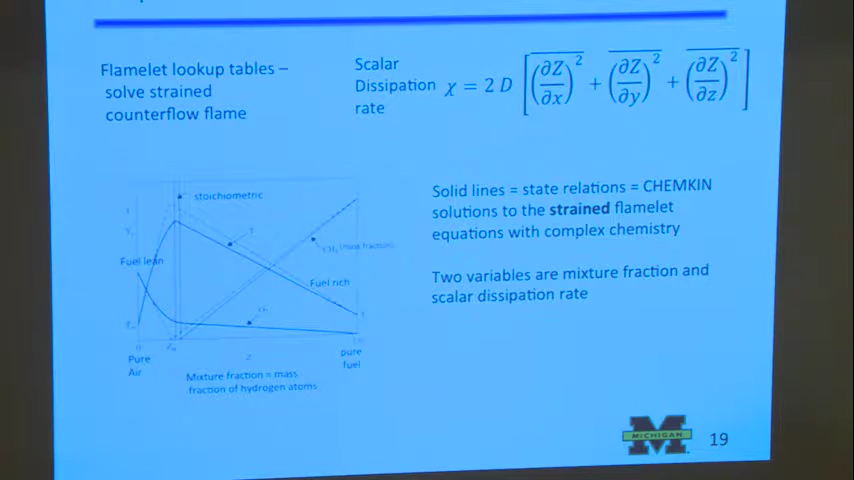 Flamelet lookup tables –
solve strained
counterflow flame
Scalar
Dissipation
rate
χ = 2 D [(∂Z/∂x)² + (∂Z/∂y)² + (∂Z/∂z)²]
Solid lines = state relations = CHEMKIN
solutions to the strained flamelet
equations with complex chemistry
Two variables are mixture fraction and
scalar dissipation rate
stoichiometric
T
Fuel lean
Fuel rich
0
Z
Pure
Air
pure
fuel
Mixture fraction = mass
fraction of hydrogen atoms
M
MICHIGAN
19